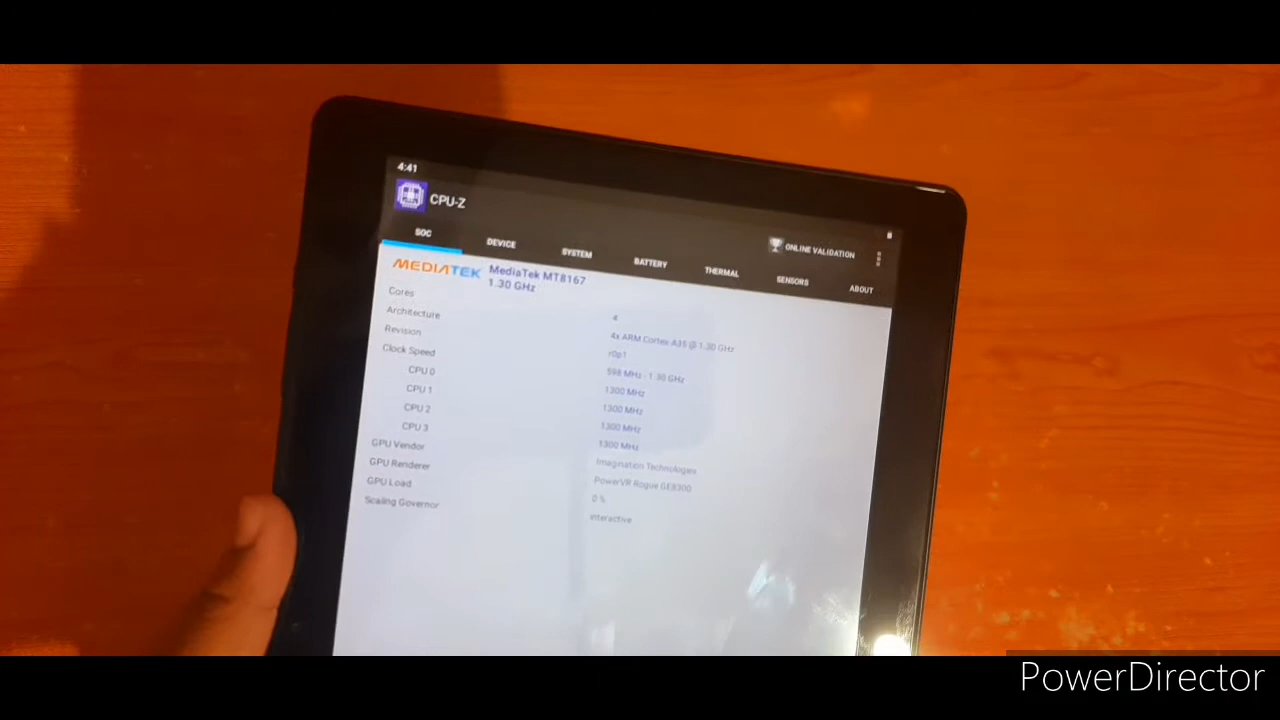 4:41
CPU-Z
ONLINE VALIDATION
SOC DEVICE SYSTEM BATTERY THERMAL SENSORS ABOUT
MEDIATEK MediaTek MT8167
1.30 GHz
Cores 4
Architecture 4x ARM Cortex-A35 @ 1.30 GHz
Revision r0p1
Clock Speed 598 MHz - 1.30 GHz
CPU 0 1300 MHz
CPU 1 1300 MHz
CPU 2 1300 MHz
CPU 3 1300 MHz
GPU Vendor Imagination Technologies
GPU Renderer PowerVR Rogue GE8300
GPU Load 0 %
Scaling Governor interactive
PowerDirector